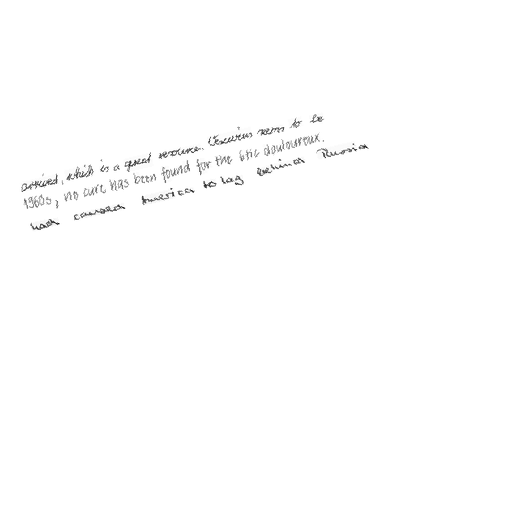 arrived, which is a great resource. Vesuvius seems to be
1960s, no cure has been found for the 6tic douloureux.
had caused America to lag behind Russia